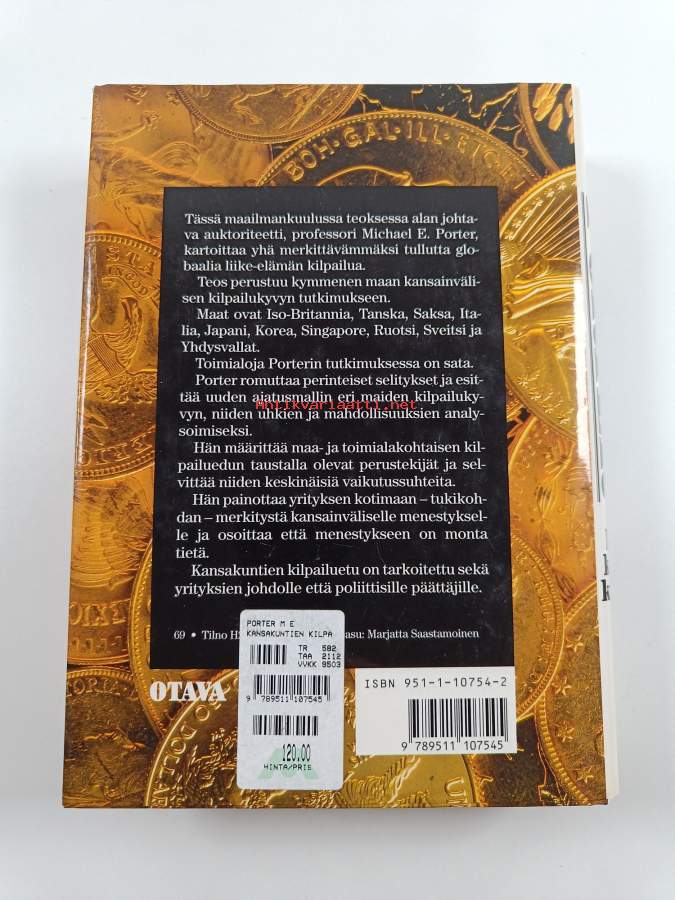 BOH·GAL·ILL·
Tässä maailmankuulussa teoksessa alan johta-
va auktoriteetti, professori Michael E. Porter,
kartoittaa yhä merkittävämmäksi tullutta glo-
baalia liike-elämän kilpailua.
Teos perustuu kymmenen maan kansainväli-
sen kilpailukyvyn tutkimukseen.
Maat ovat Iso-Britannia, Tanska, Saksa, Ita-
lia, Japani, Korea, Singapore, Ruotsi, Sveitsi ja
Yhdysvallat.
Toimialoja Porterin tutkimuksessa on sata.
Porter romuttaa perinteiset selitykset ja esit-
tää uuden ajatusmallin eri maiden kilpailuky-
vyn, niiden uhkien ja mahdollisuuksien analy-
soimiseksi.
Hän määrittää maa- ja toimialakohtaisen kil-
pailuedun taustalla olevat perustekijät ja sel-
vittää niiden keskinäisiä vaikutussuhteita.
Hän painottaa yrityksen kotimaan – tukikoh-
dan – merkitystä kansainväliselle menestyksel-
le ja osoittaa että menestykseen on monta
tietä.
Kansakuntien kilpailuetu on tarkoitettu sekä
yrityksien johdolle että poliittisille päättäjille.
69 • Tilno Hi
asu: Marjatta Saastamoinen
PORTER M E
KANSAKUNTIEN KILPA
TR 582
TAA 2112
VVKK 9503
9 789511 107545
120.00
HINTA/PRIS
OTAVA
ISBN 951-1-10754-2
9 789511 107545
DOLLAR